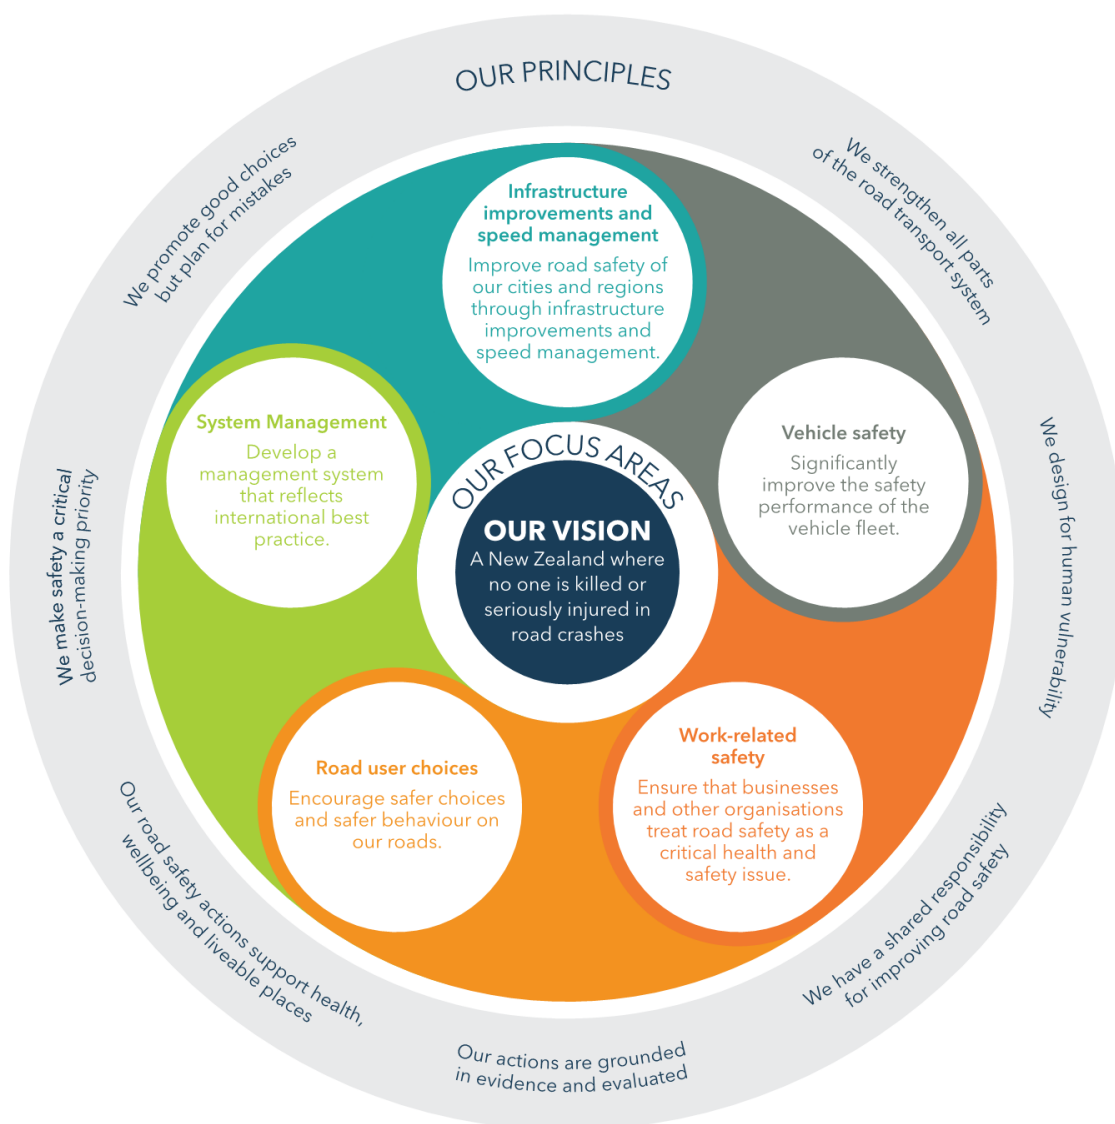 OUR PRINCIPLES
We promote good choices
but plan for mistakes
We strengthen all parts
of the road transport system
We design for human vulnerability
We have a shared responsibility
for improving road safety
Our actions are grounded
in evidence and evaluated
Our road safety actions support health,
wellbeing and liveable places
We make safety a critical
decision-making priority
Infrastructure
improvements and
speed management
Improve road safety of
our cities and regions
through infrastructure
improvements and
speed management.
Vehicle safety
Significantly
improve the safety
performance of the
vehicle fleet.
Work-related
safety
Ensure that businesses
and other organisations
treat road safety as a
critical health and
safety issue.
Road user choices
Encourage safer choices
and safer behaviour on
our roads.
System Management
Develop a
management system
that reflects
international best
practice.
OUR FOCUS AREAS
OUR VISION
A New Zealand where
no one is killed or
seriously injured in
road crashes